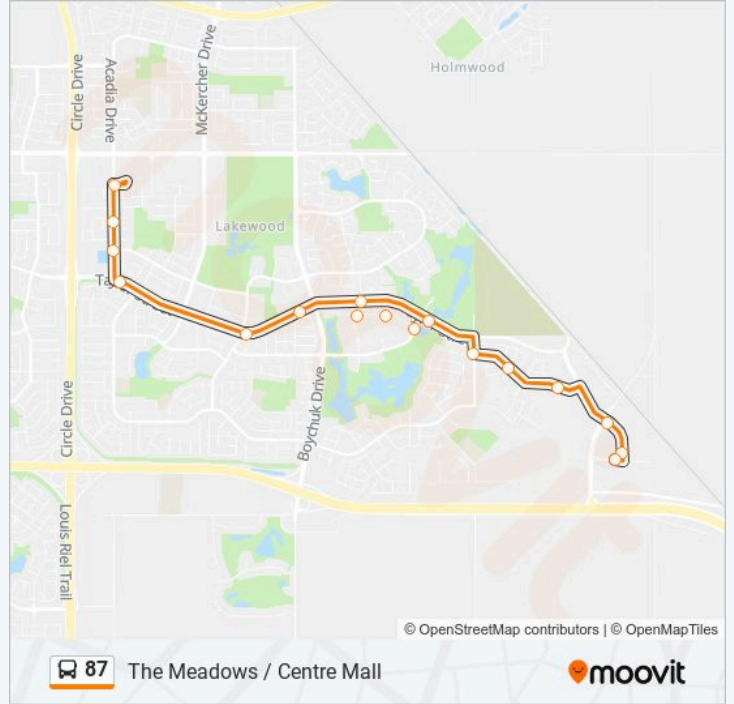 Circle Drive
Acadia Drive
McKercher Drive
Holmwood
Lakewood
Circle Drive
Boychuk Drive
Louis Riel Trail
© OpenStreetMap contributors | © OpenMapTiles
87 The Meadows / Centre Mall
moovit